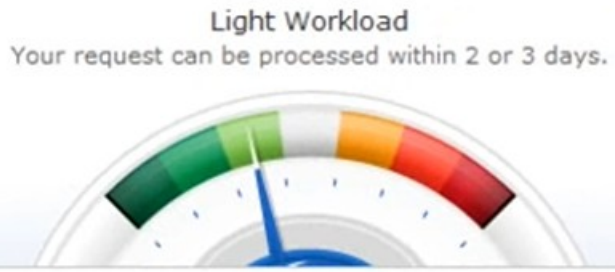 Light Workload
Your request can be processed within 2 or 3 days.